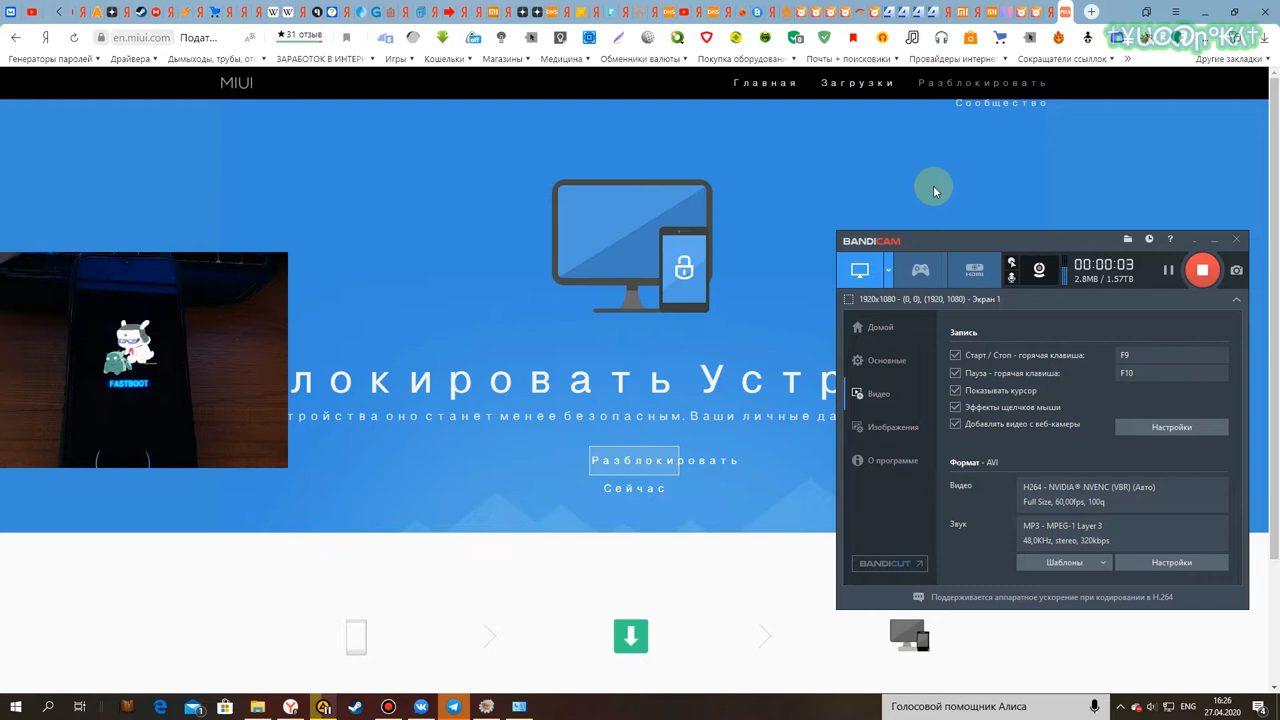 en.miui.com Подат...
★31 отзыв
TYUC@n°KAT
Генераторы паролей
Драйвера
Дымыходы, трубы, от
ЗАРАБОТОК В ИНТЕР
Игры
Кошельки
Магазины
Медицина
Обменники валюты
Покупка оборудован
Почты + поисковики
Провайдеры интернет
Сокращатели ссылок
»
Другие закладки
MIUI
Главная
Загрузки
Разблокировать
Сообщество
локировать Устр
тройства оно станет менее безопасным. Ваши личные да
Разблокировать
Сейчас
FASTBOOT
BANDICAM
HDMI
00:00:03
2.8MB / 1.57TB
1920x1080 - (0, 0), (1920, 1080) - Экран 1
Домой
Основные
Видео
Изображения
О программе
BANDICUT
Запись
Старт / Стоп - горячая клавиша:
F9
Пауза - горячая клавиша:
F10
Показывать курсор
Эффекты щелчков мыши
Добавлять видео с веб-камеры
Настройки
Формат - AVI
Видео
H264 - NVIDIA® NVENC (VBR) (Авто)
Full Size, 60,00fps, 100q
Звук
MP3 - MPEG-1 Layer 3
48,0KHz, stereo, 320kbps
Шаблоны
Настройки
Поддерживается аппаратное ускорение при кодировании в H.264
Голосовой помощник Алиса
ENG
16:26
27.04.2020